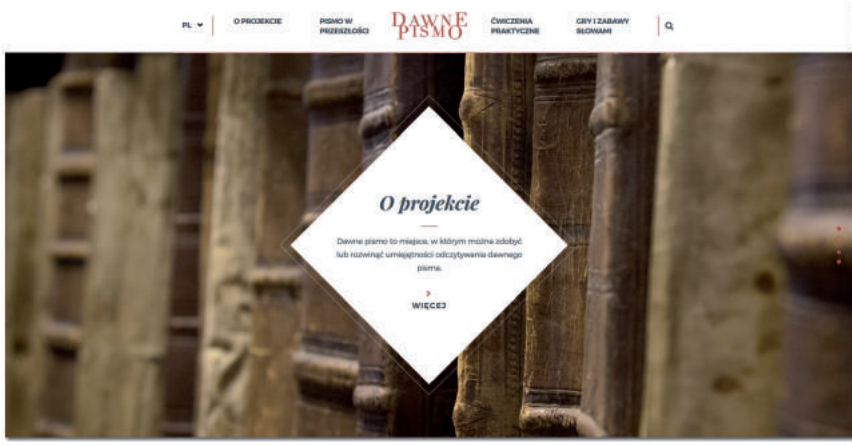 PL
O PROJEKCIE
PISMO W
PRZESZŁOŚCI
DAWNE
PISMO
ĆWICZENIA
PRAKTYCZNE
GRY I ZABAWY
SŁOWAMI
O projekcie
Dawne pismo to miejsce, w którym można zdobyć
lub rozwinąć umiejętności odczytywania dawnego
pisma.
WIĘCEJ